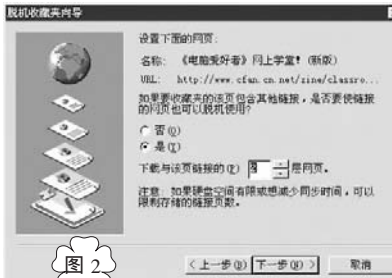 脱机收藏夹向导
设置下面的网页:
名称: 《电脑爱好者》网上学堂! (新版)
URL: http://www.cfan.cn.net/zine/classro...
如果要收藏夹的该页包含其他链接，是否要使链接
的网页也可以脱机使用?
否(O)
是(Y)
下载与该页链接的(P) 3 层网页。
注意: 如果硬盘空间有限或想减少同步时间，可以
限制存储的链接页数。
<上一步(B) 下一步(N)> 取消
图 2